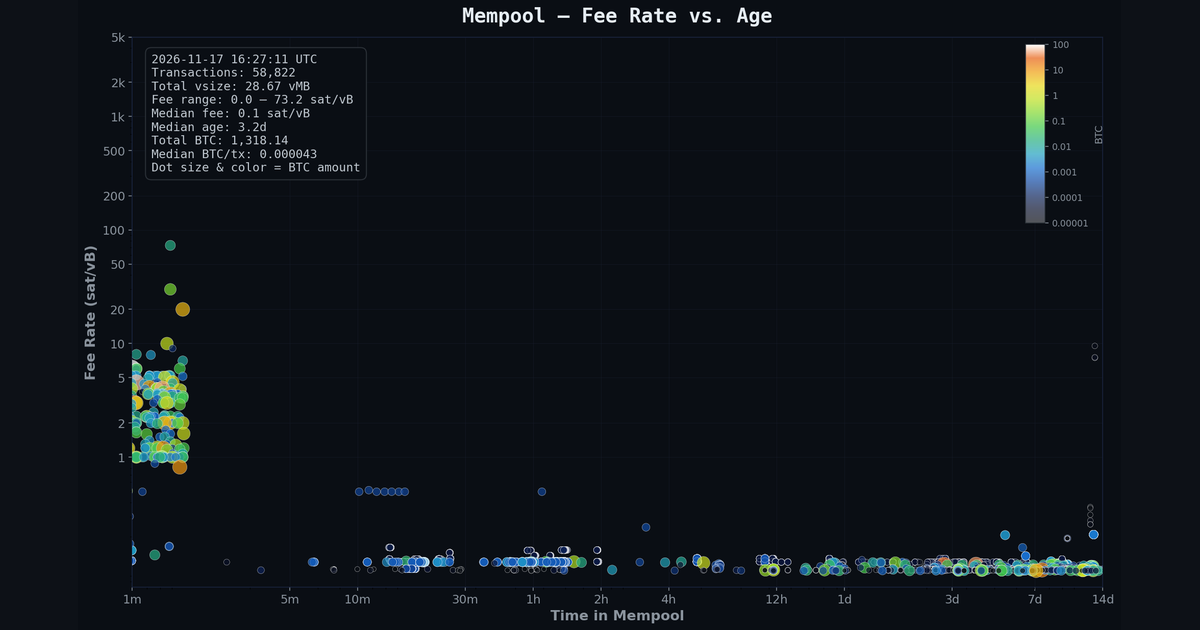 Mempool — Fee Rate vs. Age
2026-11-17 16:27:11 UTC
Transactions: 58,822
Total vsize: 28.67 vMB
Fee range: 0.0 — 73.2 sat/vB
Median fee: 0.1 sat/vB
Median age: 3.2d
Total BTC: 1,318.14
Median BTC/tx: 0.000043
Dot size & color = BTC amount
100
10
1
0.1
0.01
0.001
0.0001
0.00001
BTC
Fee Rate (sat/vB)
5k
2k
1k
500
200
100
50
20
10
5
2
1
1m
5m
10m
30m
1h
2h
4h
12h
1d
3d
7d
14d
Time in Mempool